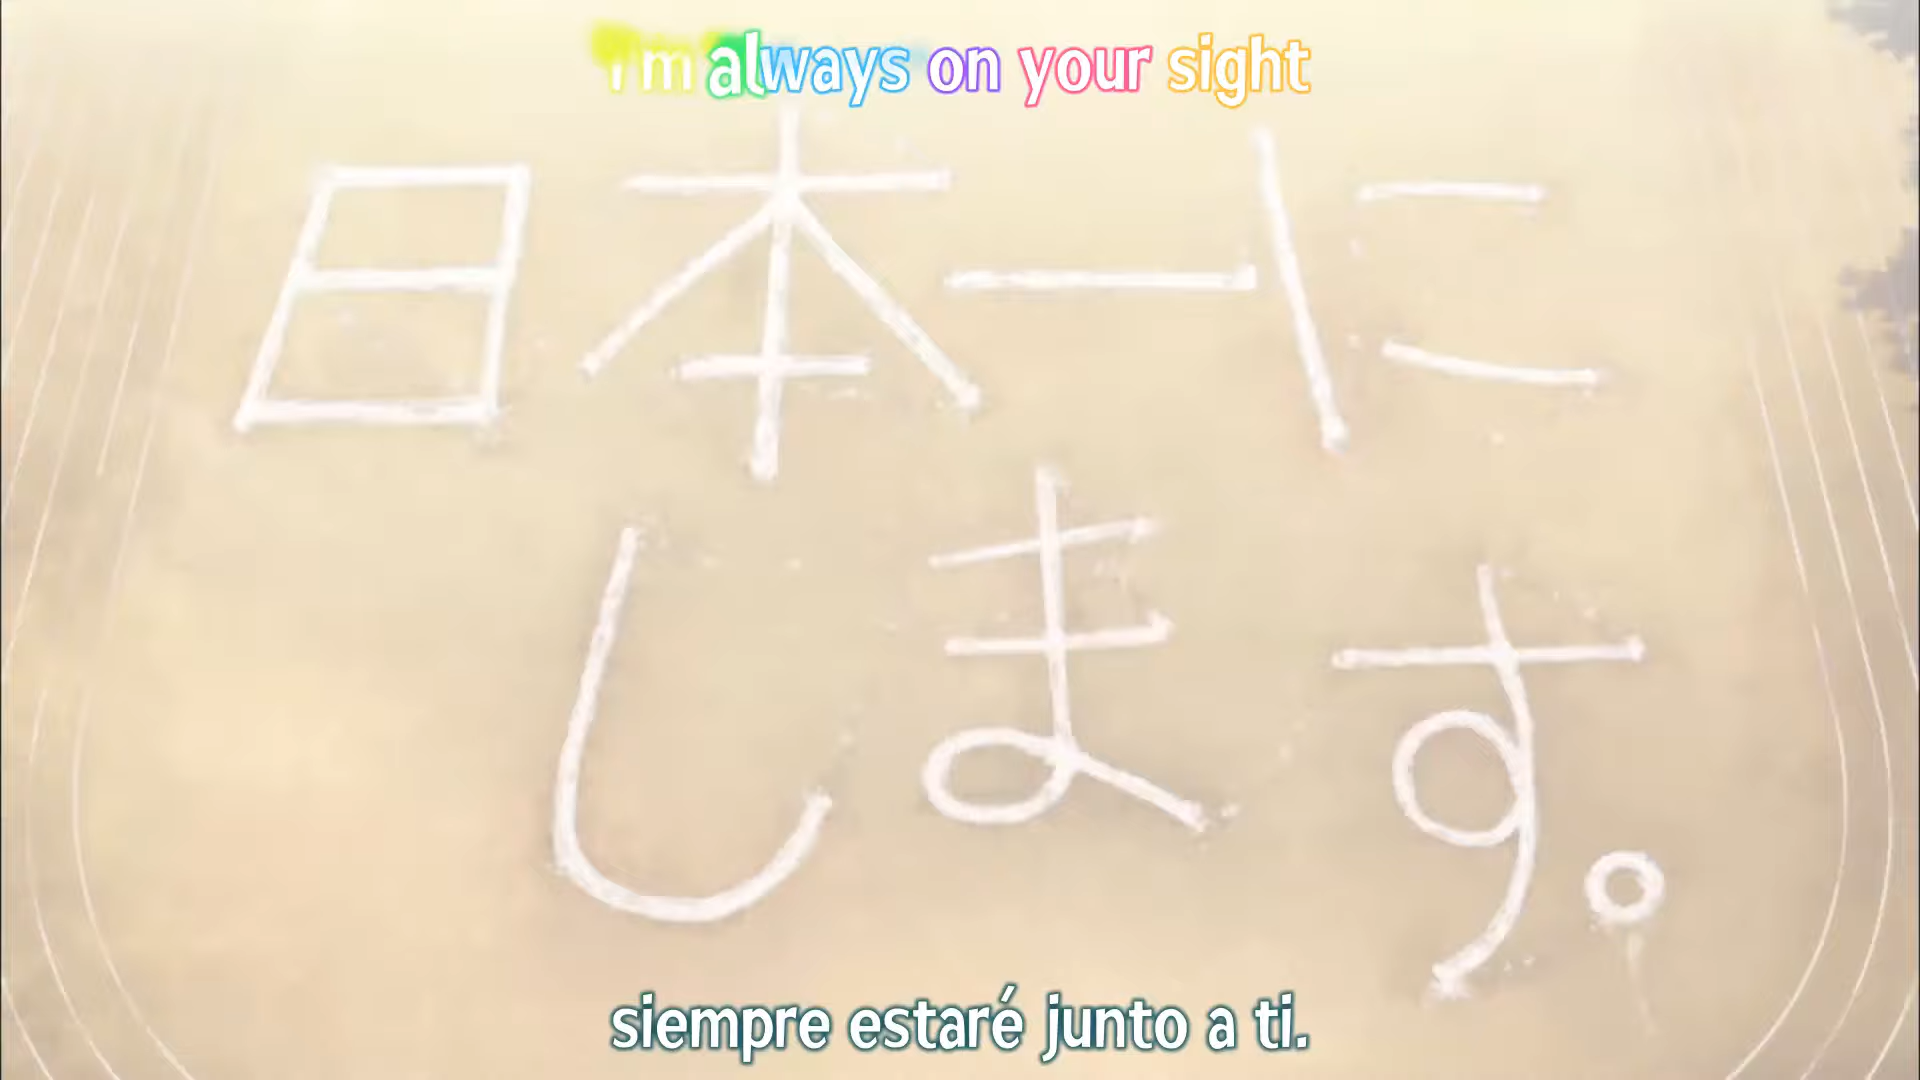 I'm always on your sight
日本一に
します。
siempre estaré junto a ti.